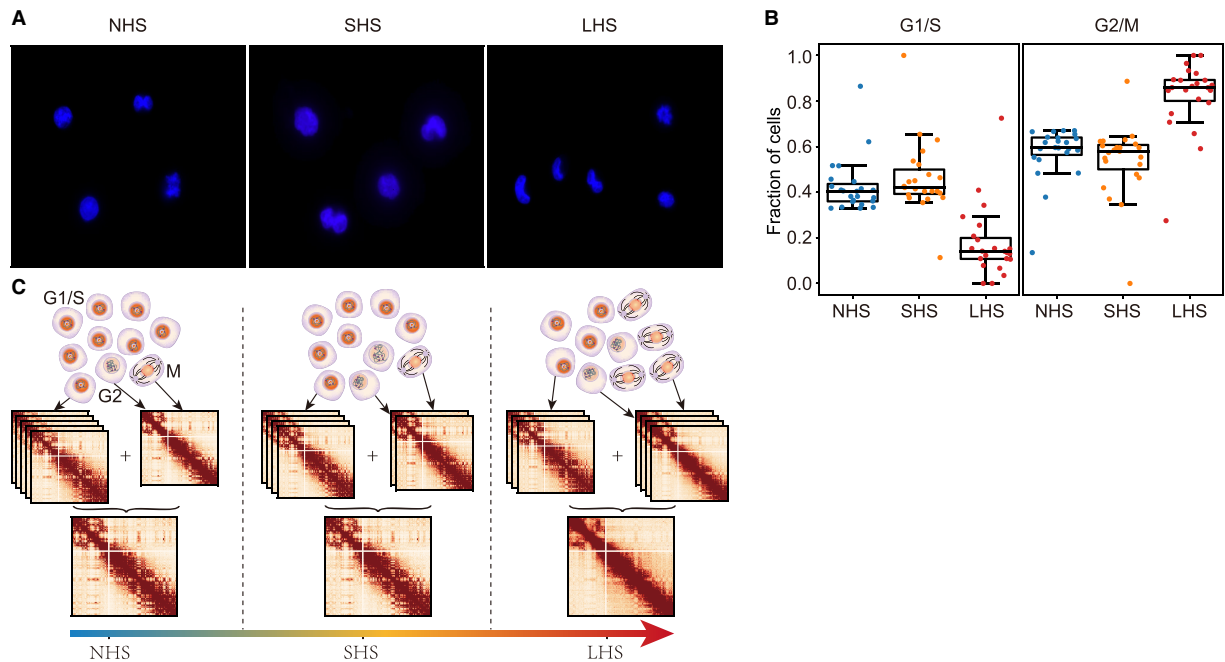 A
NHS
SHS
LHS
B
G1/S
G2/M
Fraction of cells
1.0
0.8
0.6
0.4
0.2
0.0
NHS
SHS
LHS
NHS
SHS
LHS
C
G1/S
G2
M
+
+
+
NHS
SHS
LHS